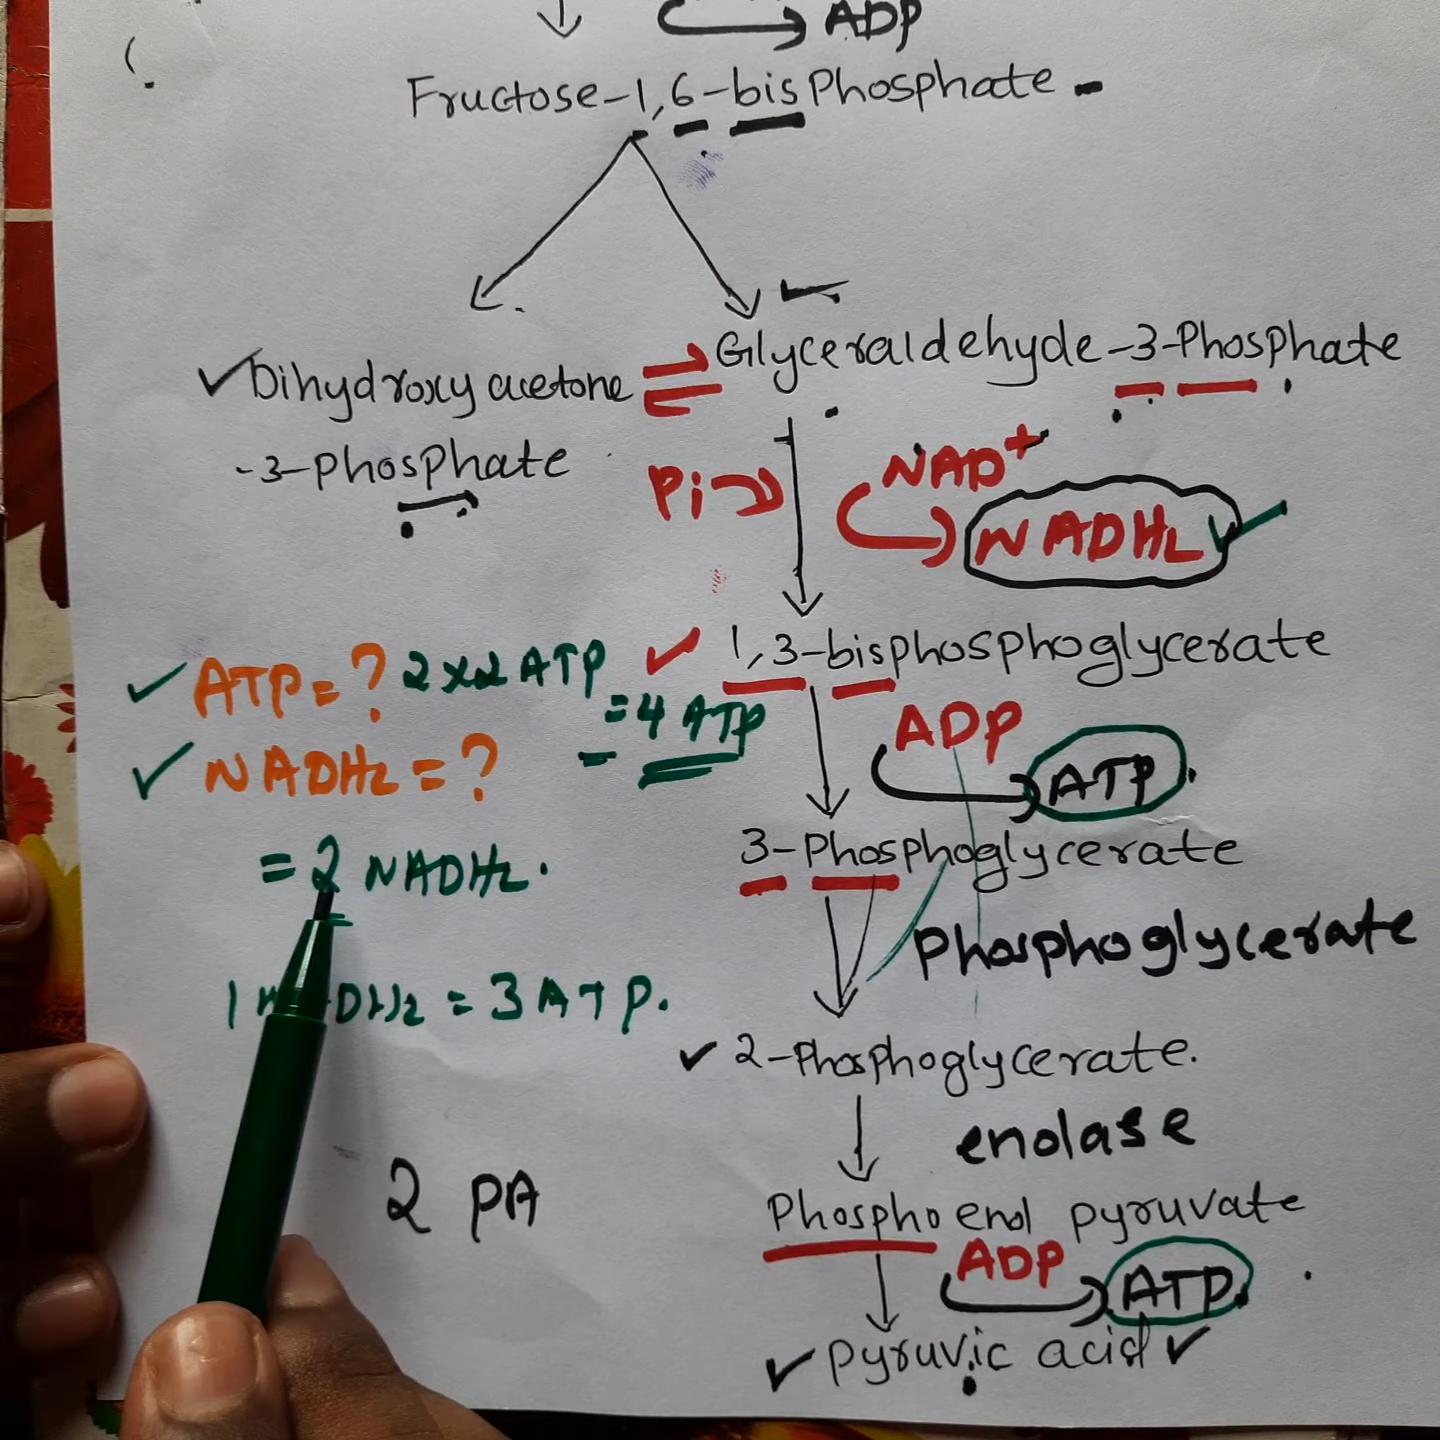 ADP
Fructose-1,6-bisphosphate
Dihydroxy acetone
-3-phosphate
Glyceraldehyde-3-Phosphate
Pi
NAD+
NADH2
1,3-bisphosphoglycerate
ATP=? 2x2 ATP
=4 ATP
NADH2=?
=2 NADH2.
ADP
ATP.
3-Phosphoglycerate
Phosphoglycerate
= 3 ATP.
2-Phosphoglycerate.
enolase
2 PA
Phospho enol pyruvate
ADP
ATP.
pyruvic acid